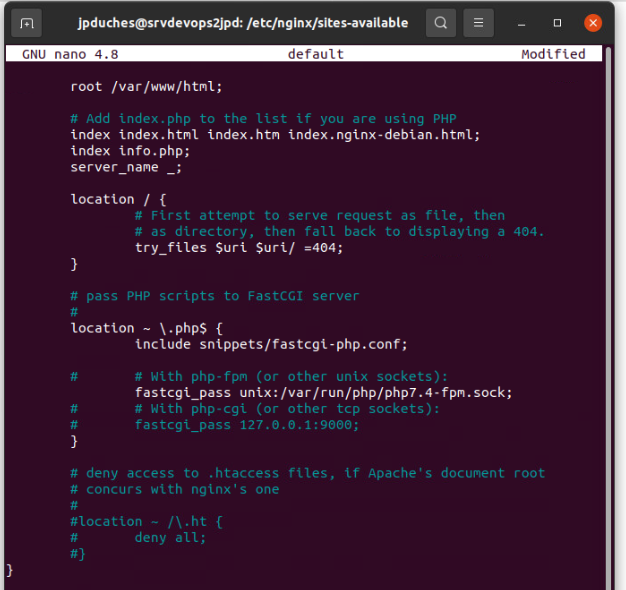 jpduches@srvdevops2jpd: /etc/nginx/sites-available
GNU nano 4.8 default Modified
root /var/www/html;
# Add index.php to the list if you are using PHP
index index.html index.htm index.nginx-debian.html;
index info.php;
server_name _;
location / {
# First attempt to serve request as file, then
# as directory, then fall back to displaying a 404.
try_files $uri $uri/ =404;
}
# pass PHP scripts to FastCGI server
#
location ~ \.php$ {
include snippets/fastcgi-php.conf;
# # With php-fpm (or other unix sockets):
fastcgi_pass unix:/var/run/php/php7.4-fpm.sock;
# # With php-cgi (or other tcp sockets):
# fastcgi_pass 127.0.0.1:9000;
}
# deny access to .htaccess files, if Apache's document root
# concurs with nginx's one
#
#location ~ /\.ht {
# deny all;
#}
}